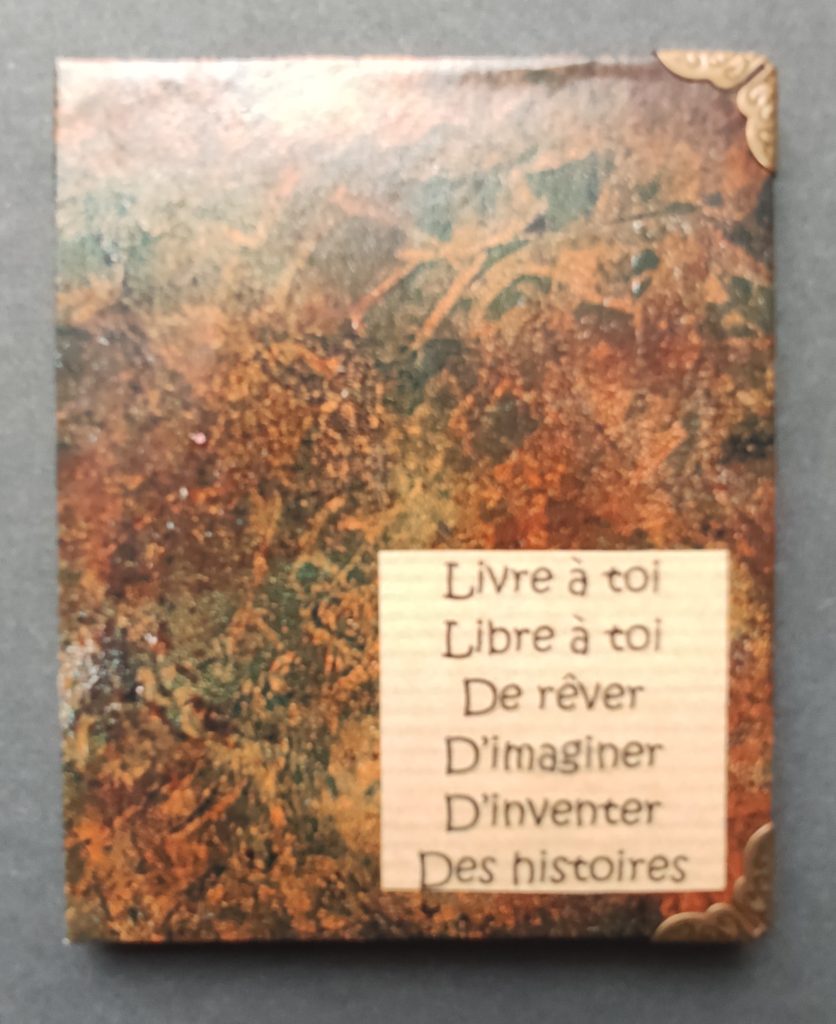 Livre à toi
Libre à toi
De rêver
D'imaginer
D'inventer
Des histoires